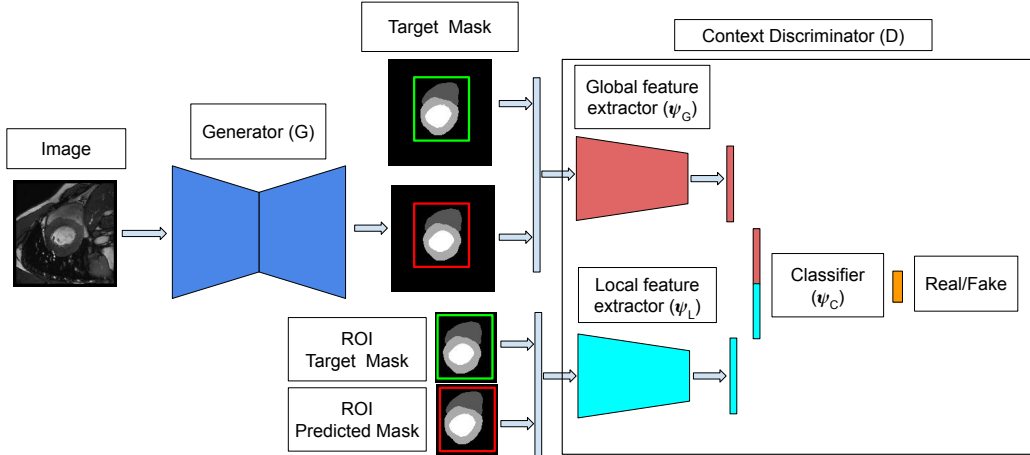 Target Mask
Context Discriminator (D)
Global feature
extractor (ψG)
Generator (G)
Image
Local feature
extractor (ψL)
Classifier
(ψC)
Real/Fake
ROI
Target Mask
ROI
Predicted Mask